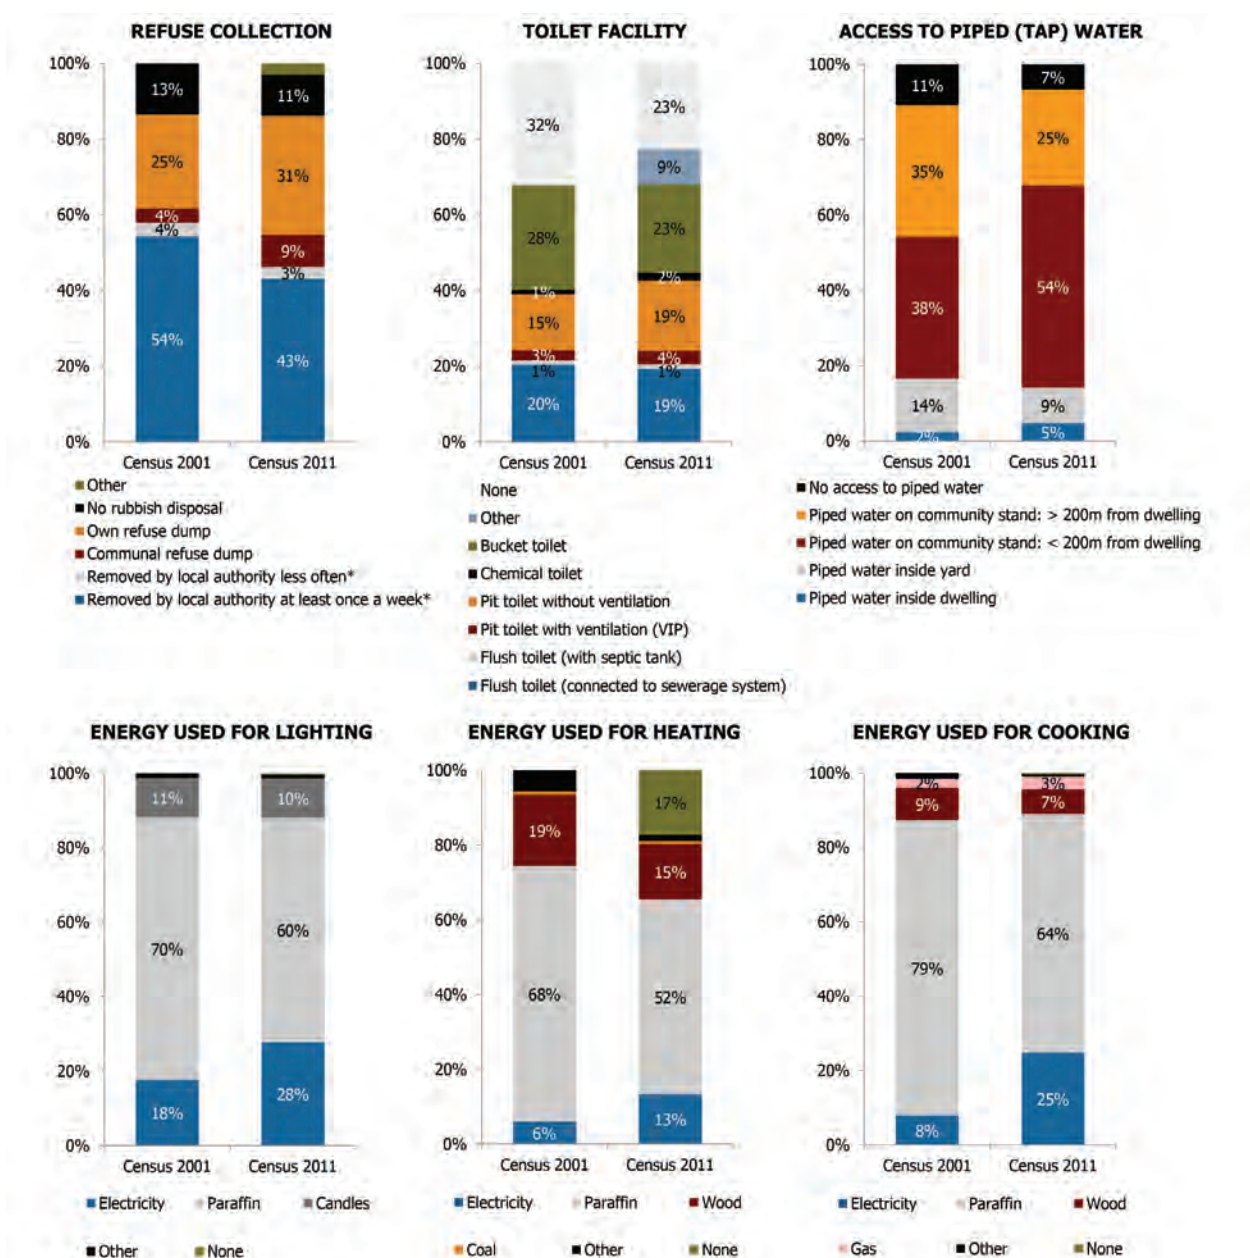 REFUSE COLLECTION
100%
80%
60%
40%
20%
0%
13%
25%
4%
4%
54%
11%
31%
9%
3%
43%
Census 2001 Census 2011
Other
No rubbish disposal
Own refuse dump
Communal refuse dump
Removed by local authority less often*
Removed by local authority at least once a week*
TOILET FACILITY
100%
80%
60%
40%
20%
0%
32%
28%
1%
15%
3%
1%
20%
23%
9%
23%
2%
19%
4%
1%
19%
Census 2001 Census 2011
None
Other
Bucket toilet
Chemical toilet
Pit toilet without ventilation
Pit toilet with ventilation (VIP)
Flush toilet (with septic tank)
Flush toilet (connected to sewerage system)
ACCESS TO PIPED (TAP) WATER
100%
80%
60%
40%
20%
0%
11%
35%
38%
14%
2%
7%
25%
54%
9%
5%
Census 2001 Census 2011
No access to piped water
Piped water on community stand: > 200m from dwelling
Piped water on community stand: < 200m from dwelling
Piped water inside yard
Piped water inside dwelling
ENERGY USED FOR LIGHTING
100%
80%
60%
40%
20%
0%
11%
70%
18%
10%
60%
28%
Census 2001 Census 2011
Electricity Paraffin Candles
Other None
ENERGY USED FOR HEATING
100%
80%
60%
40%
20%
0%
19%
68%
6%
17%
15%
52%
13%
Census 2001 Census 2011
Electricity Paraffin Wood
Coal Other None
ENERGY USED FOR COOKING
100%
80%
60%
40%
20%
0%
2%
9%
79%
8%
3%
7%
64%
25%
Census 2001 Census 2011
Electricity Paraffin Wood
Gas Other None